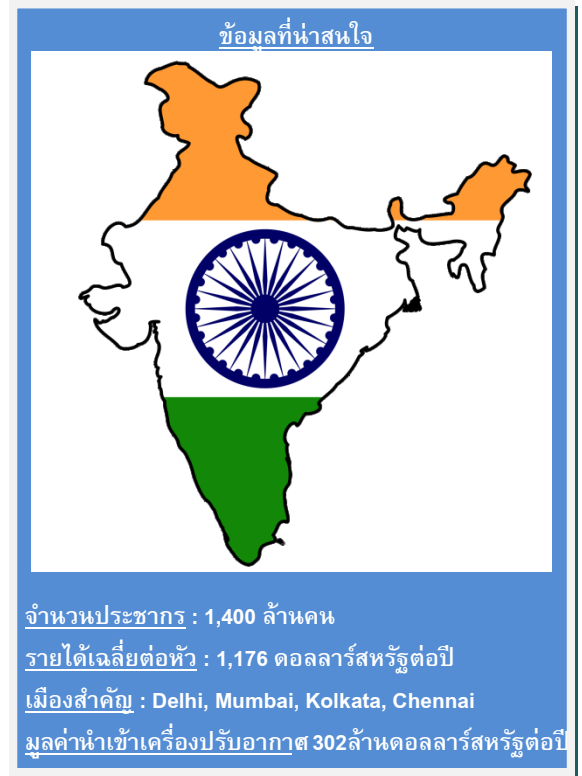 ข้อมูลที่น่าสนใจ
จำนวนประชากร : 1,400 ล้านคน
รายได้เฉลี่ยต่อหัว : 1,176 ดอลลาร์สหรัฐต่อปี
เมืองสำคัญ : Delhi, Mumbai, Kolkata, Chennai
มูลค่านำเข้าเครื่องปรับอากาศ 302ล้านดอลลาร์สหรัฐต่อปี